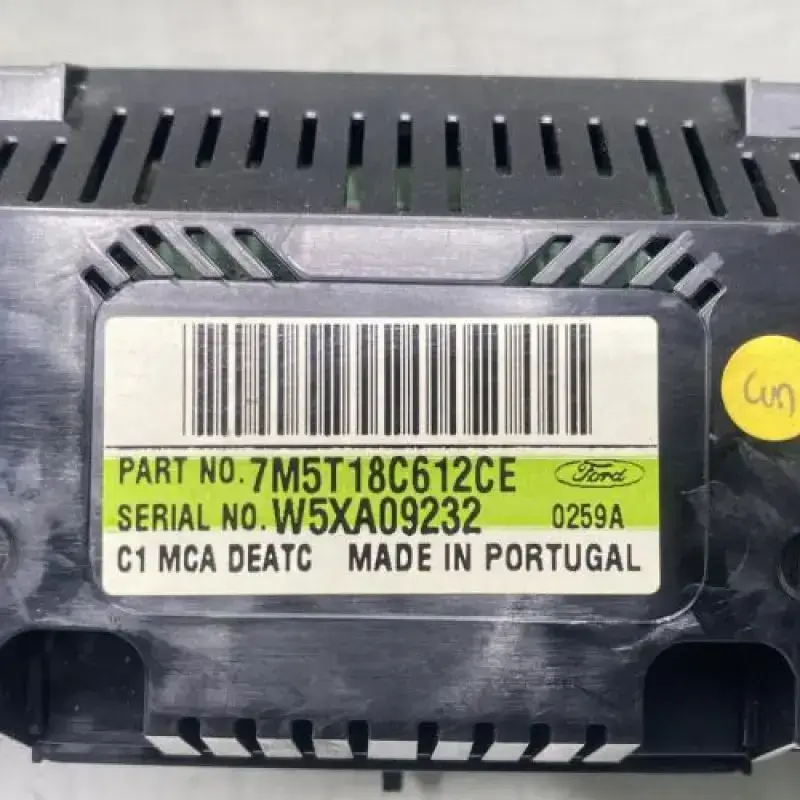 PART NO. 7M5T18C612CE Ford
SERIAL NO. W5XA09232 0259A
C1 MCA DEATC MADE IN PORTUGAL